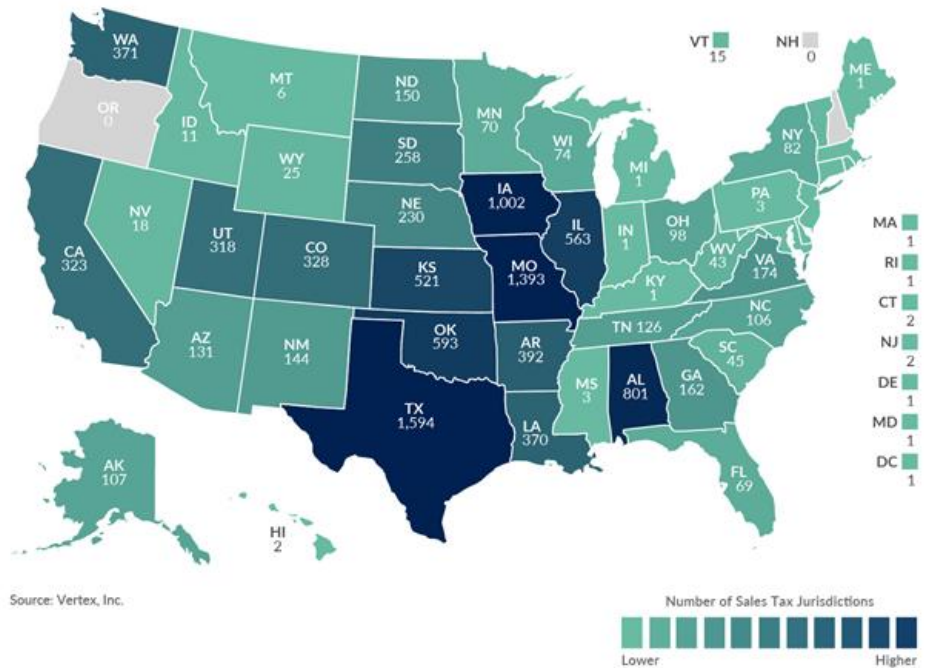 WA
371
OR
0
CA
323
NV
18
ID
11
MT
6
WY
25
UT
318
CO
328
AZ
131
NM
144
ND
150
SD
258
NE
230
KS
521
OK
593
TX
1,594
MN
70
IA
1,002
MO
1,393
AR
392
LA
370
WI
74
IL
563
MI
1
IN
1
OH
98
KY
1
TN 126
MS
3
AL
801
GA
162
FL
69
SC
45
NC
106
VA
174
WV
43
PA
3
NY
82
ME
1
VT
15
NH
0
MA
1
RI
1
CT
2
NJ
2
DE
1
MD
1
DC
1
AK
107
HI
2
Source: Vertex, Inc.
Number of Sales Tax Jurisdictions
Lower Higher